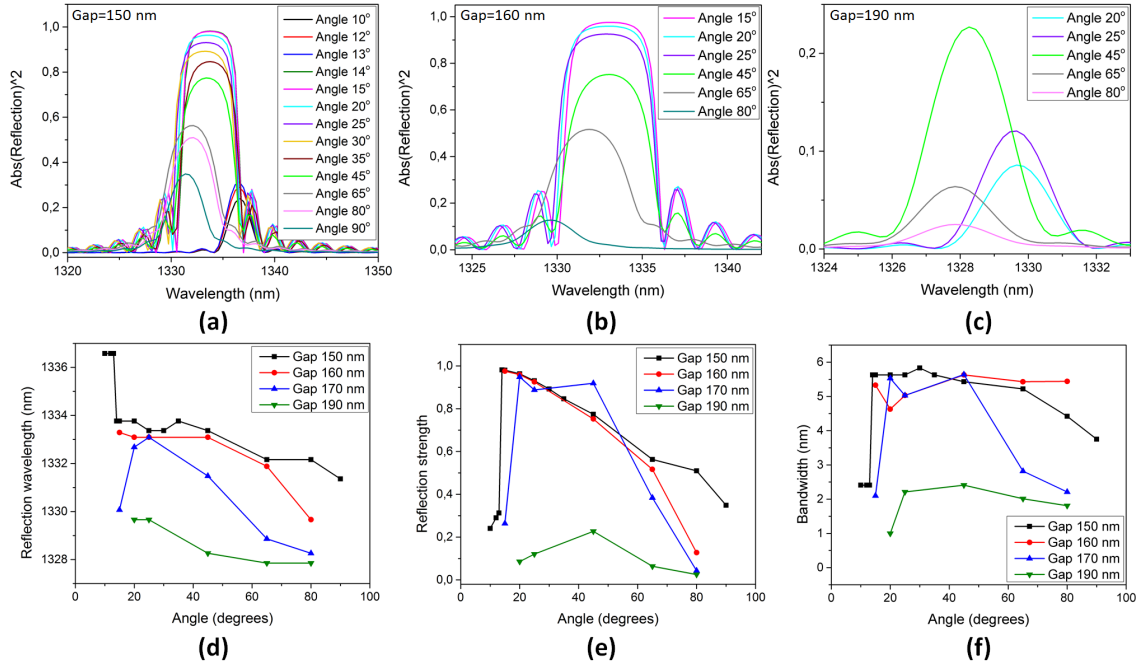 Gap=150 nm
Abs(Reflection)^2
1,0
0,8
0,6
0,4
0,2
0,0
1320
1330
1340
1350
Wavelength (nm)
Angle 10°
Angle 12°
Angle 13°
Angle 14°
Angle 15°
Angle 20°
Angle 25°
Angle 30°
Angle 35°
Angle 45°
Angle 65°
Angle 80°
Angle 90°
(a)
Gap=160 nm
Abs(Reflection)^2
1,0
0,8
0,6
0,4
0,2
0,0
1325
1330
1335
1340
Wavelength (nm)
Angle 15°
Angle 20°
Angle 25°
Angle 45°
Angle 65°
Angle 80°
(b)
Gap=190 nm
Abs(Reflection)^2
0,2
0,1
0,0
1324
1326
1328
1330
1332
Wavelength (nm)
Angle 20°
Angle 25°
Angle 45°
Angle 65°
Angle 80°
(c)
Reflection wavelength (nm)
1336
1334
1332
1330
1328
0
20
40
60
80
100
Angle (degrees)
Gap 150 nm
Gap 160 nm
Gap 170 nm
Gap 190 nm
(d)
Reflection strength
1,0
0,8
0,6
0,4
0,2
0,0
0
20
40
60
80
100
Angle (degrees)
Gap 150 nm
Gap 160 nm
Gap 170 nm
Gap 190 nm
(e)
Bandwidth (nm)
6
5
4
3
2
1
0
0
20
40
60
80
100
Angle (degrees)
Gap 150 nm
Gap 160 nm
Gap 170 nm
Gap 190 nm
(f)